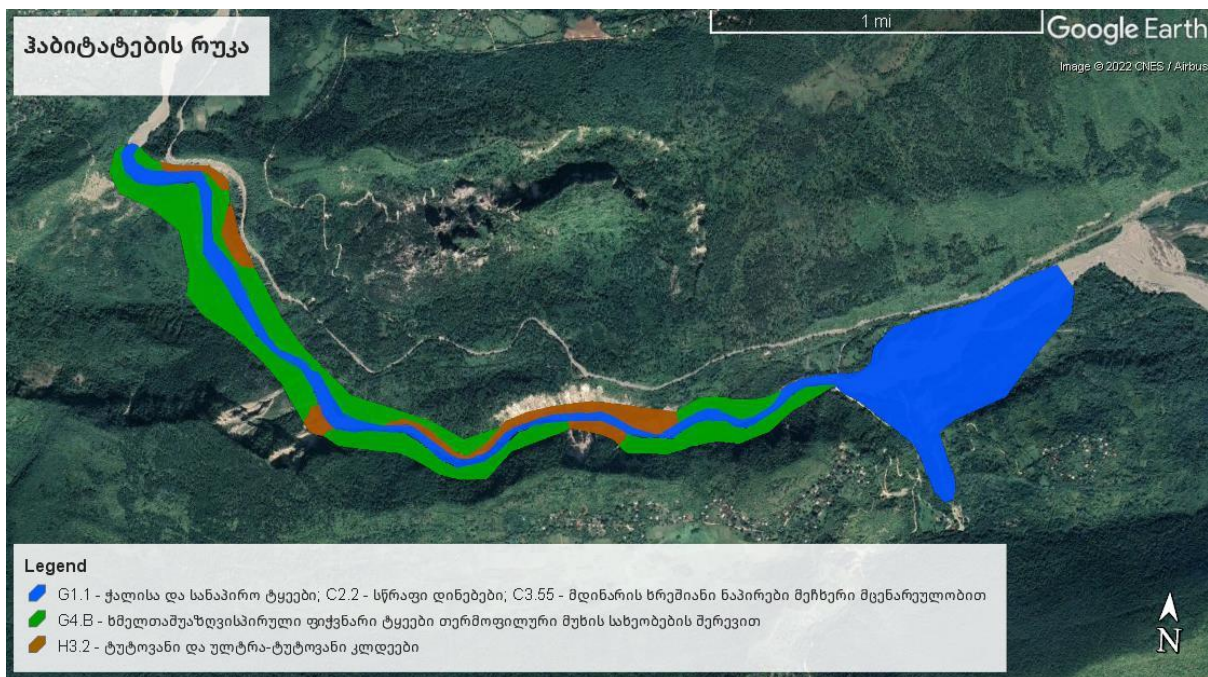 ჰაბიტატების რუკა
1 mi
Google Earth
Image © 2022 CNES / Airbus
Legend
G1.1 - ჭალისა და სანაპირო ტყეები; C2.2 - სწრაფი დინებები; C3.55 - მდინარის ხრეშიანი ნაპირები მეჩხერი მცენარეულობით
G4.B - ხმელთაშუაზღვისპირული ფიჭვნარი ტყეები თერმოფილური მუხის სახეობების შერევით
H3.2 - ტუტოვანი და ულტრა-ტუტოვანი კლდეები
N